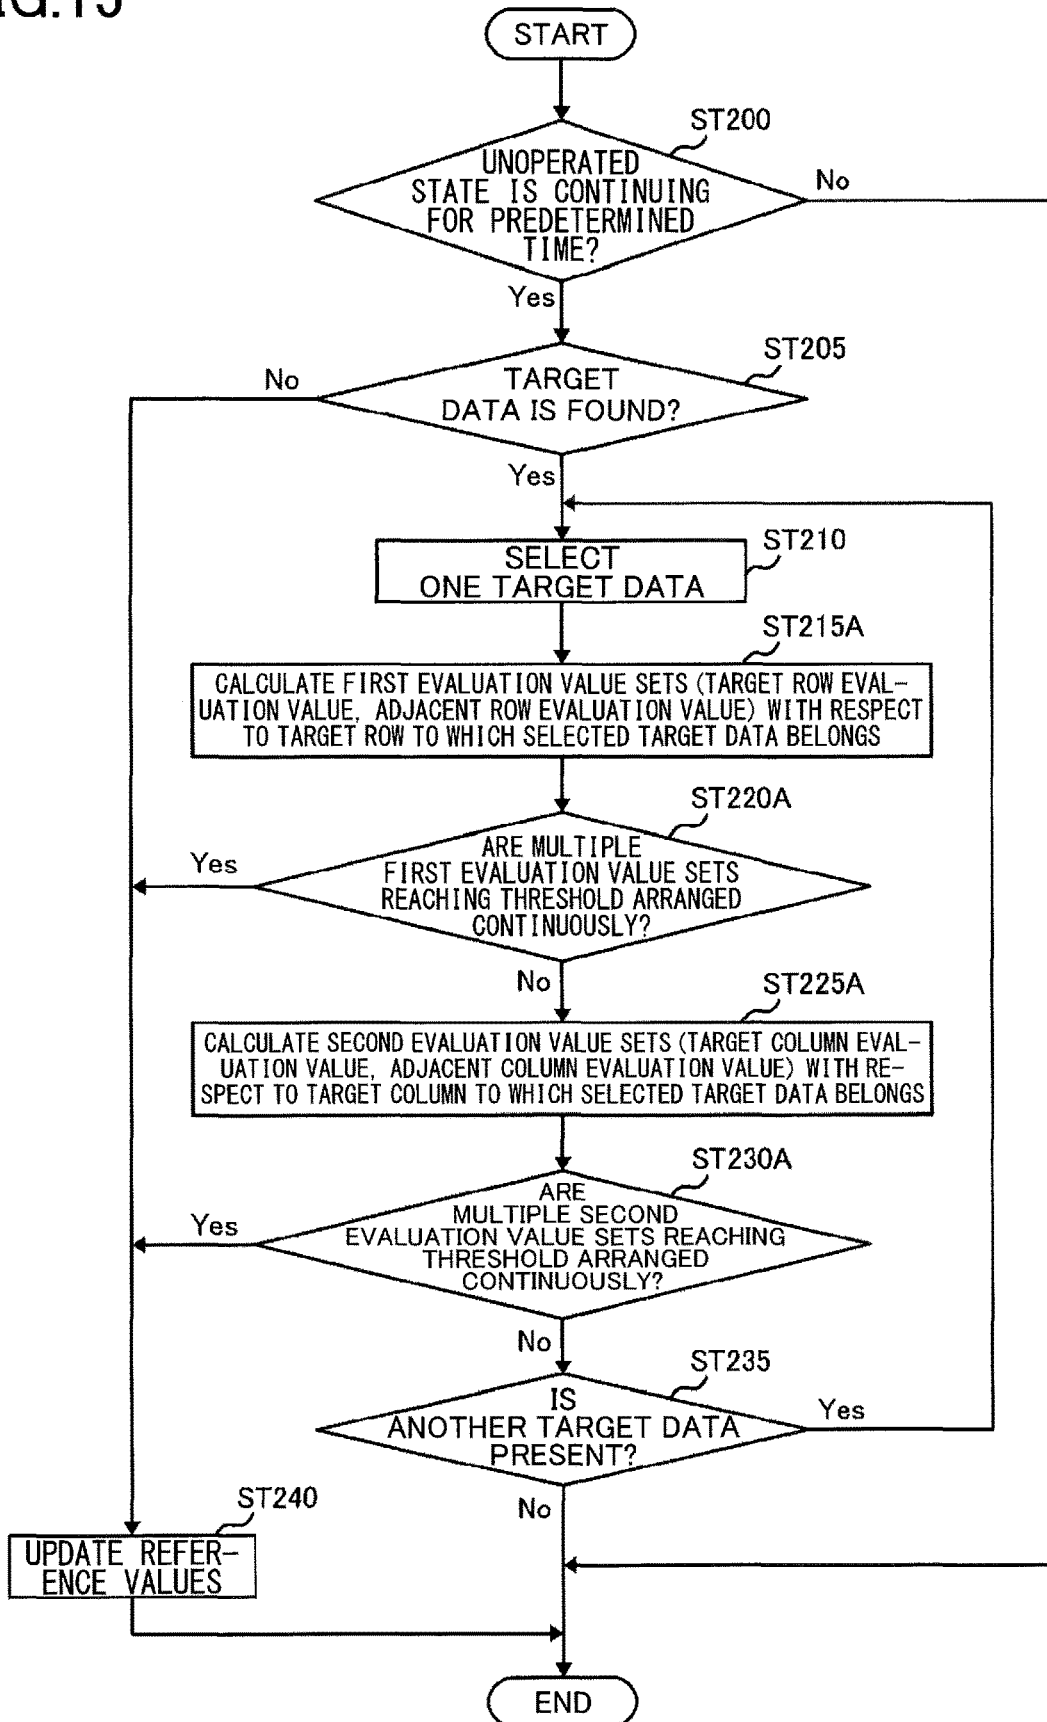 START
ST200
UNOPERATED
STATE IS CONTINUING
FOR PREDETERMINED
TIME?
No
Yes
ST205
TARGET
DATA IS FOUND?
No
Yes
ST210
SELECT
ONE TARGET DATA
ST215A
CALCULATE FIRST EVALUATION VALUE SETS (TARGET ROW EVAL-
UATION VALUE, ADJACENT ROW EVALUATION VALUE) WITH RESPECT
TO TARGET ROW TO WHICH SELECTED TARGET DATA BELONGS
ST220A
ARE MULTIPLE
FIRST EVALUATION VALUE SETS
REACHING THRESHOLD ARRANGED
CONTINUOUSLY?
Yes
No
ST225A
CALCULATE SECOND EVALUATION VALUE SETS (TARGET COLUMN EVAL-
UATION VALUE, ADJACENT COLUMN EVALUATION VALUE) WITH RE-
SPECT TO TARGET COLUMN TO WHICH SELECTED TARGET DATA BELONGS
ST230A
ARE
MULTIPLE SECOND
EVALUATION VALUE SETS REACHING
THRESHOLD ARRANGED
CONTINUOUSLY?
Yes
No
ST235
IS
ANOTHER TARGET DATA
PRESENT?
Yes
No
ST240
UPDATE REFER-
ENCE VALUES
END